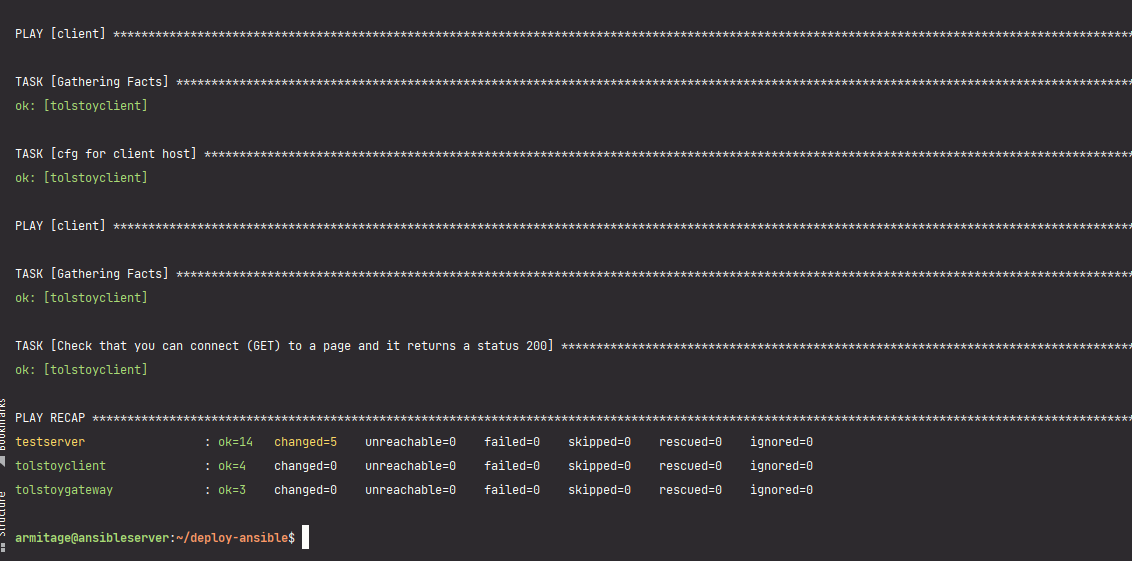 PLAY [client] ****************************************************************************************************************************************************
TASK [Gathering Facts] *******************************************************************************************************************************************
ok: [tolstoyclient]
TASK [cfg for client host] ***************************************************************************************************************************************
ok: [tolstoyclient]
PLAY [client] ****************************************************************************************************************************************************
TASK [Gathering Facts] *******************************************************************************************************************************************
ok: [tolstoyclient]
TASK [Check that you can connect (GET) to a page and it returns a status 200] **********************************************************************************
ok: [tolstoyclient]
PLAY RECAP *******************************************************************************************************************************************************
testserver                 : ok=14   changed=5    unreachable=0    failed=0    skipped=0    rescued=0    ignored=0
tolstoyclient              : ok=4    changed=0    unreachable=0    failed=0    skipped=0    rescued=0    ignored=0
tolstoygateway             : ok=3    changed=0    unreachable=0    failed=0    skipped=0    rescued=0    ignored=0
armitage@ansibleserver:~/deploy-ansible$
Bookmarks
Structure